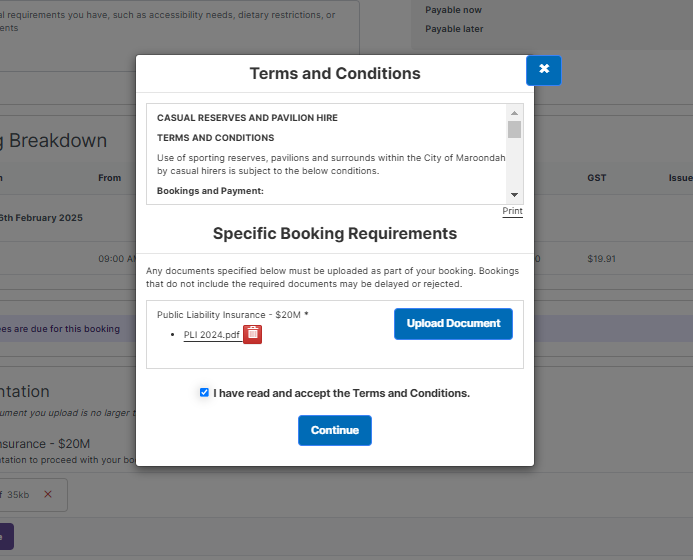 al requirements you have, such as accessibility needs, dietary restrictions, or
ents
Payable now
Payable later
Terms and Conditions
CASUAL RESERVES AND PAVILION HIRE
TERMS AND CONDITIONS
Use of sporting reserves, pavilions and surrounds within the City of Maroondah
by casual hirers is subject to the below conditions.
Bookings and Payment:
Print
Specific Booking Requirements
Any documents specified below must be uploaded as part of your booking. Bookings
that do not include the required documents may be delayed or rejected.
Public Liability Insurance - $20M *
• PLI 2024.pdf
Upload Document
I have read and accept the Terms and Conditions.
Continue
g Breakdown
From
GST
Issue
6th February 2025
09:00 AM
0
$19.91
ees are due for this booking
ntation
ument you upload is no larger t
nsurance - $20M
ntation to proceed with your bo
f 35kb